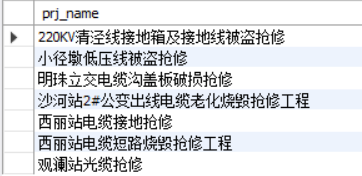 prj_name
220KV清泾线接地箱及接地线被盗抢修
小径墩低压线被盗抢修
明珠立交电缆沟盖板破损抢修
沙河站2#公变出线电缆老化烧毁抢修工程
西丽站电缆接地抢修
西丽站电缆短路烧毁抢修工程
观澜站光缆抢修